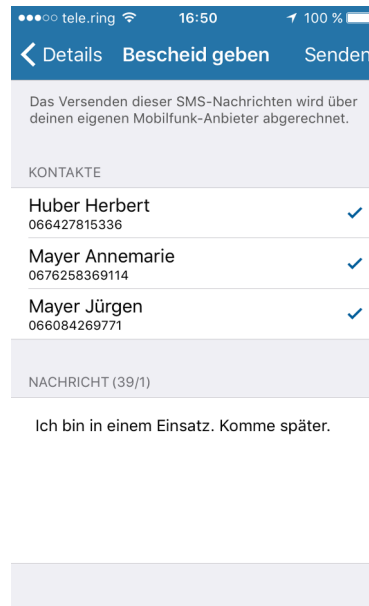 tele.ring 16:50 100 %
Details Bescheid geben Senden
Das Versenden dieser SMS-Nachrichten wird über
deinen eigenen Mobilfunk-Anbieter abgerechnet.
KONTAKTE
Huber Herbert
066427815336
Mayer Annemarie
0676258369114
Mayer Jürgen
066084269771
NACHRICHT (39/1)
Ich bin in einem Einsatz. Komme später.